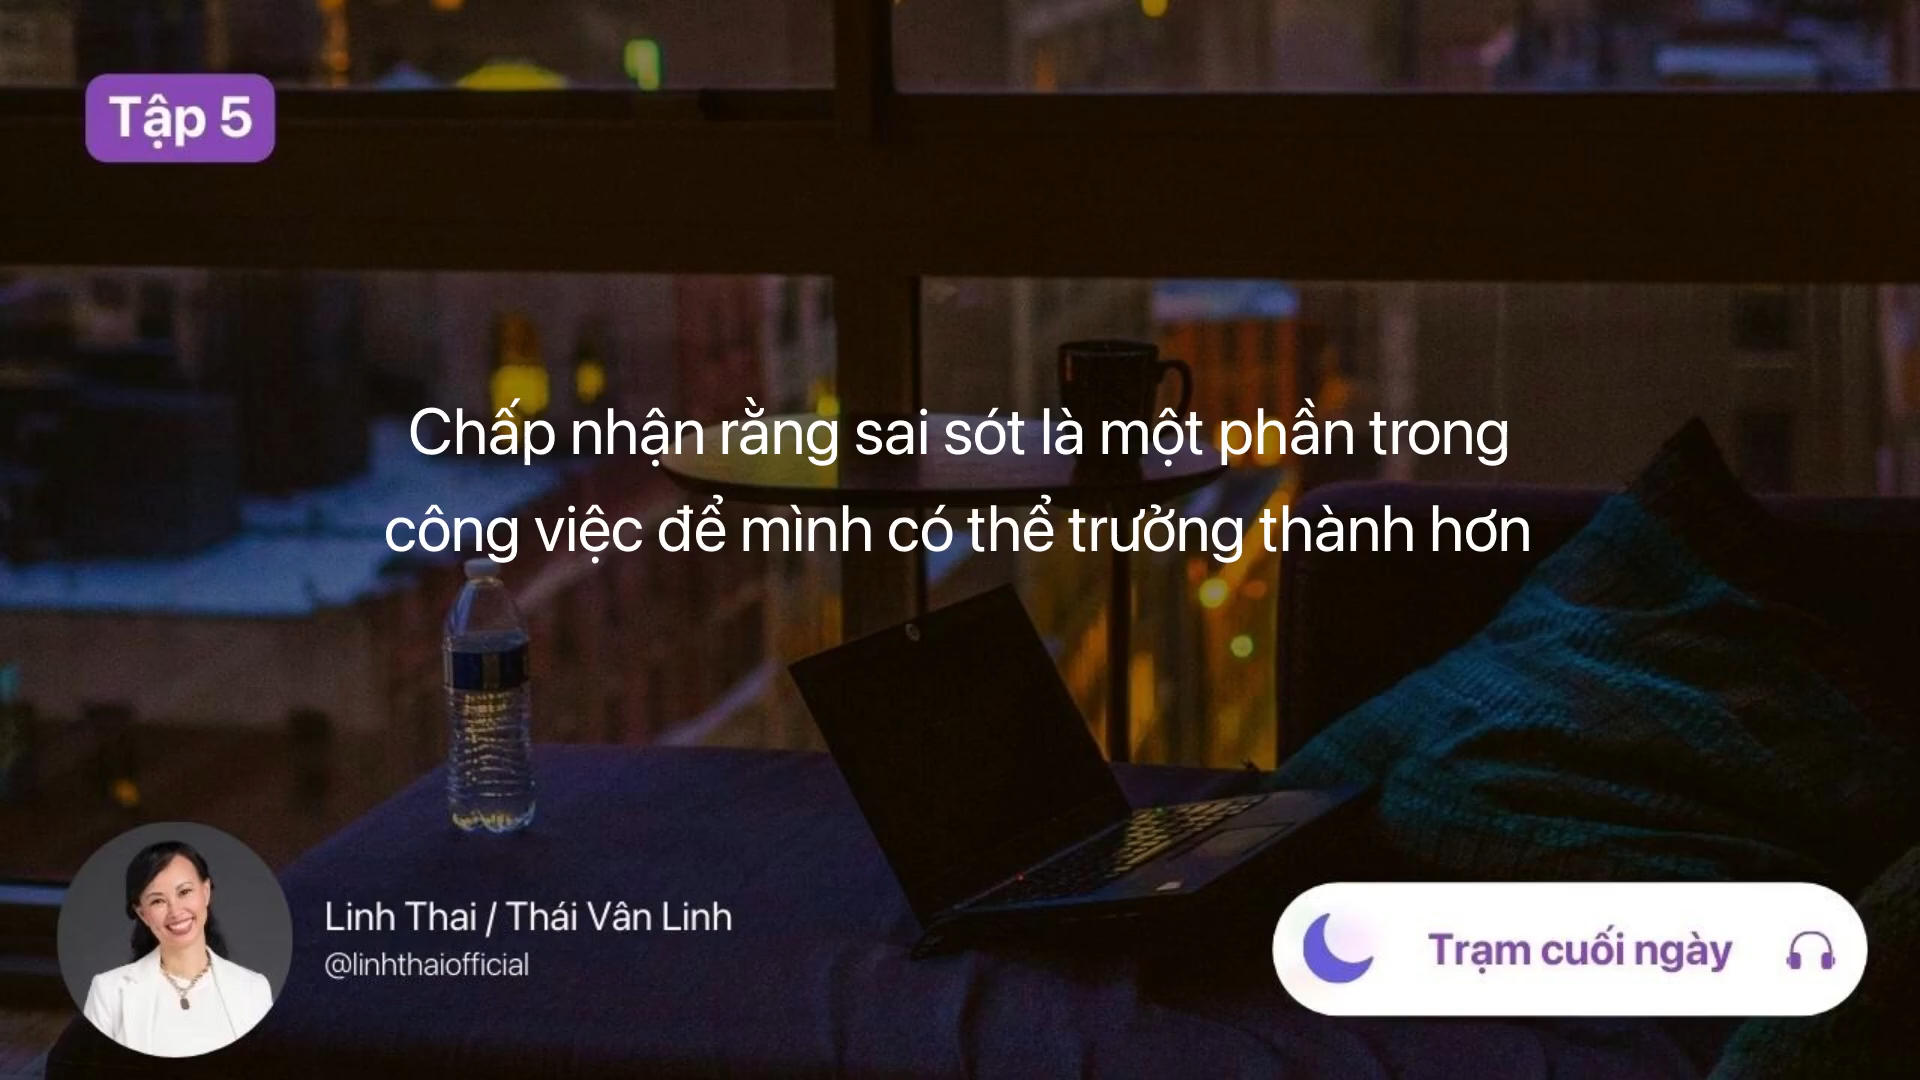 Tập 5
Chấp nhận rằng sai sót là một phần trong
công việc để mình có thể trưởng thành hơn
Linh Thai / Thái Vân Linh
@linhthaiofficial
Trạm cuối ngày